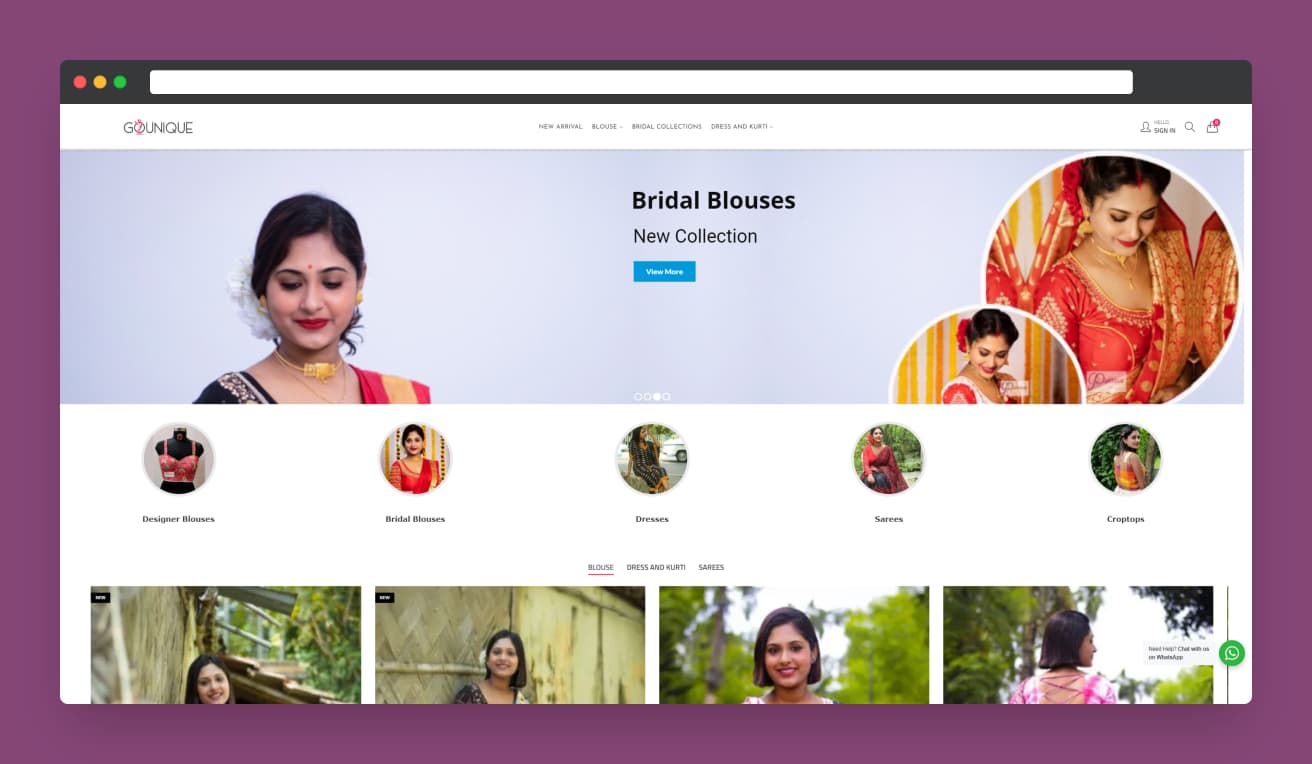 GOUNIQUE
NEW ARRIVAL
BLOUSE
BRIDAL COLLECTIONS
DRESS AND KURTI
HELLO,
SIGN IN
0
Bridal Blouses
New Collection
View More
Designer Blouses
Bridal Blouses
Dresses
Sarees
Croptops
BLOUSE
DRESS AND KURTI
SAREES
NEW
NEW
Need Help? Chat with us
on WhatsApp